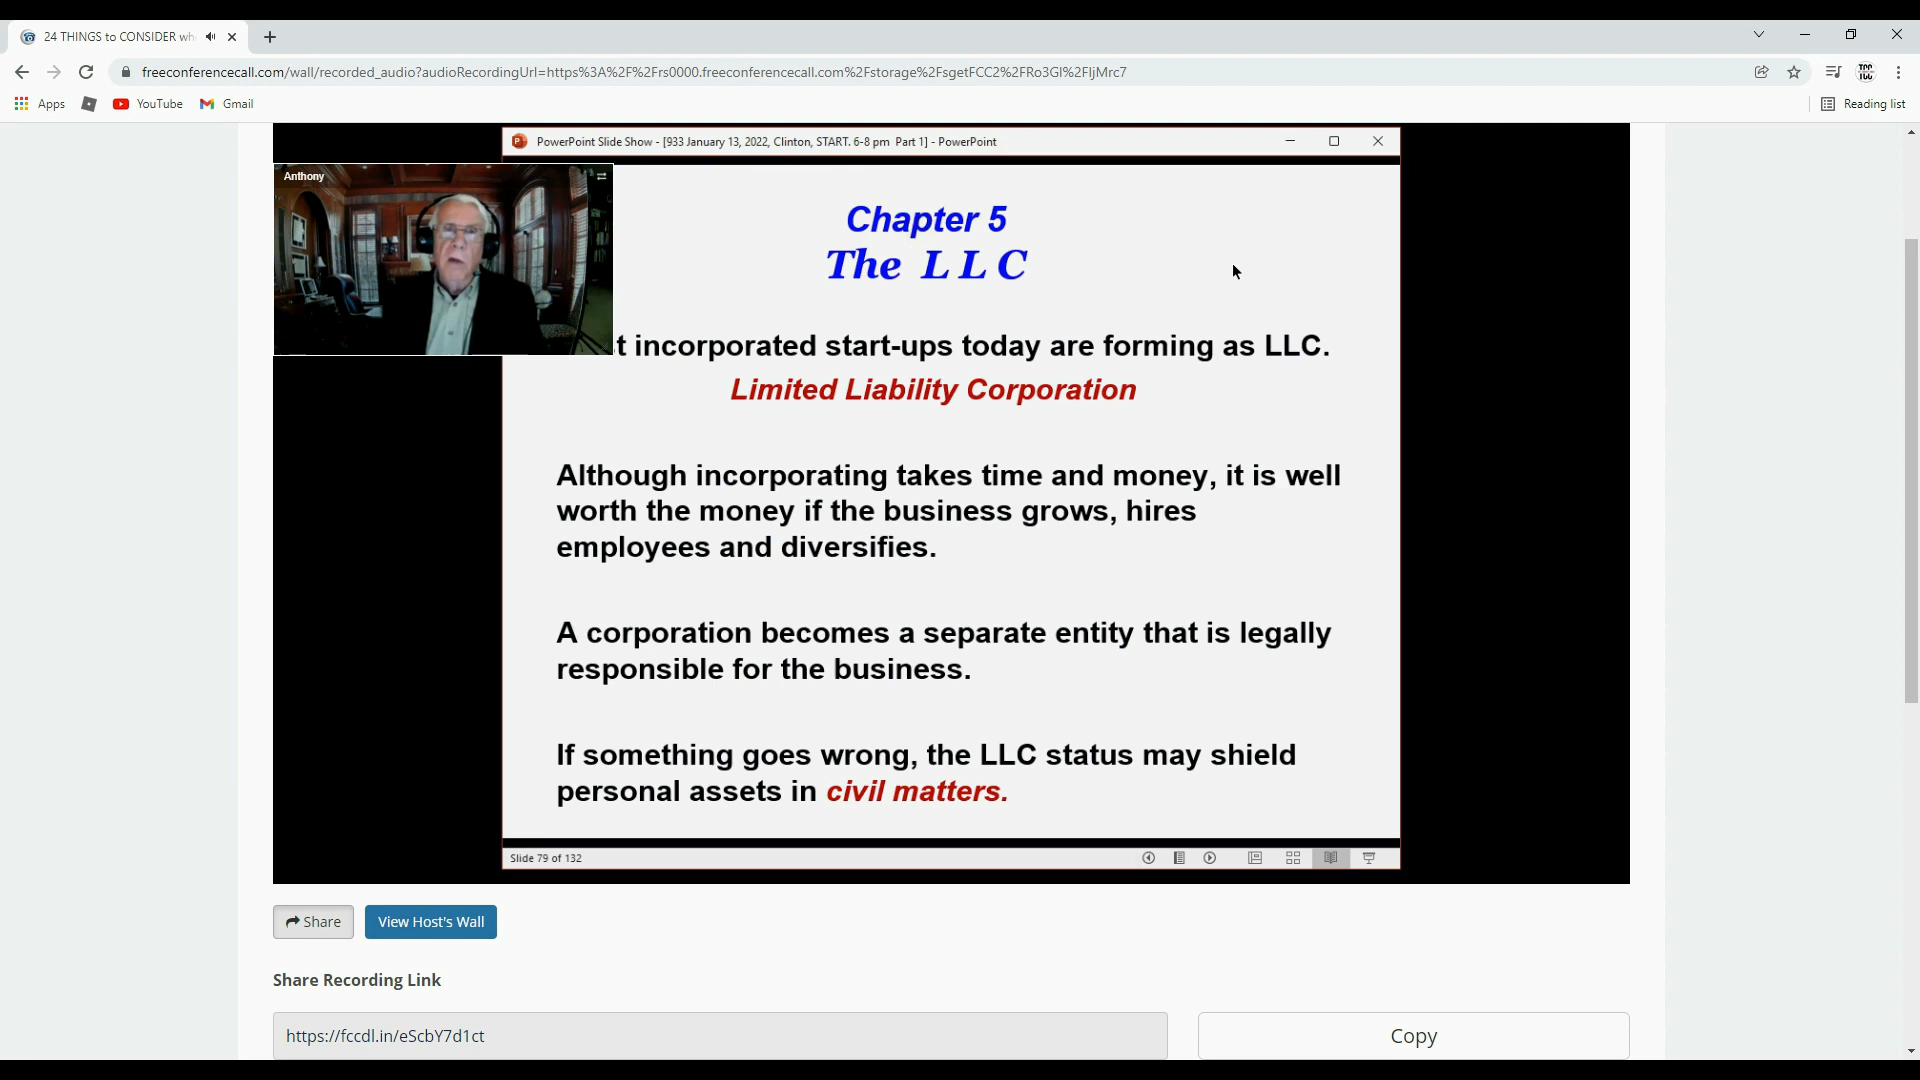 24 THINGS to CONSIDER wh
freeconferencecall.com/wall/recorded_audio?audioRecordingUrl=https%3A%2F%2Frs0000.freeconferencecall.com%2Fstorage%2FsgetFCC2%2FRo3Gl%2FljMrc7
Apps
YouTube
Gmail
Reading list
PowerPoint Slide Show - [933 January 13, 2022, Clinton, START. 6-8 pm Part 1] - PowerPoint
Anthony
Chapter 5
The L L C
t incorporated start-ups today are forming as LLC.
Limited Liability Corporation
Although incorporating takes time and money, it is well
worth the money if the business grows, hires
employees and diversifies.
A corporation becomes a separate entity that is legally
responsible for the business.
If something goes wrong, the LLC status may shield
personal assets in civil matters.
Slide 79 of 132
Share
View Host's Wall
Share Recording Link
https://fccdl.in/eScbY7d1ct
Copy